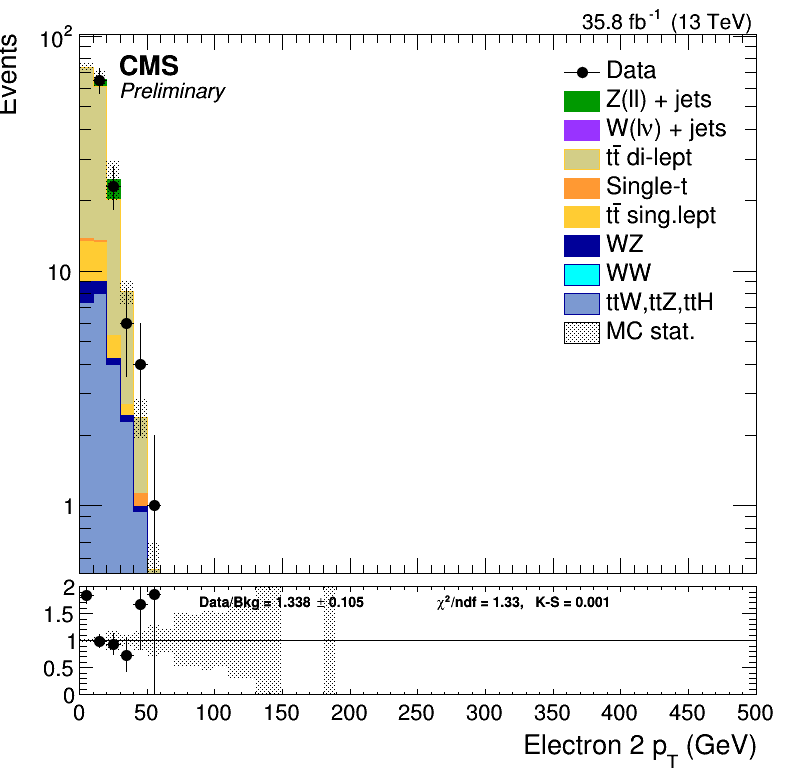 35.8 fb⁻¹ (13 TeV)
Events
10²
10
1
CMS
Preliminary
Data
Z(ll) + jets
W(lν) + jets
tt̄ di-lept
Single-t
tt̄ sing.lept
WZ
WW
ttW,ttZ,ttH
MC stat.
2
1.5
1
0.5
0
Data/Bkg = 1.338 ± 0.105 χ²/ndf = 1.33, K-S = 0.001
0 50 100 150 200 250 300 350 400 450 500
Electron 2 p_T (GeV)